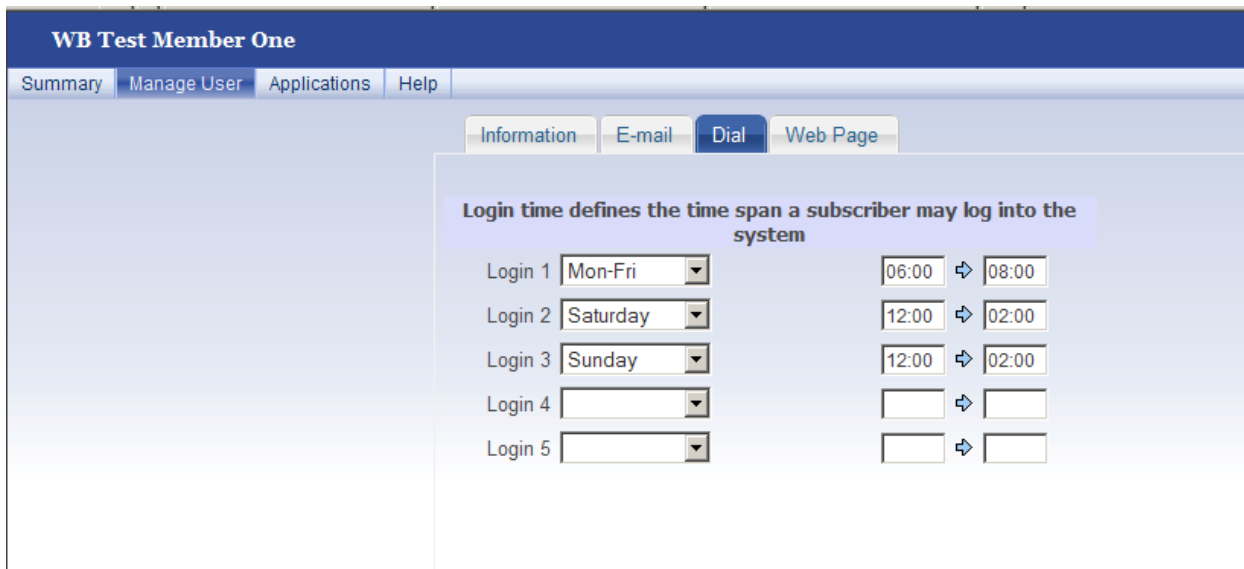 WB Test Member One
Summary Manage User Applications Help
Information E-mail Dial Web Page
Login time defines the time span a subscriber may log into the
system
Login 1 Mon-Fri 06:00 08:00
Login 2 Saturday 12:00 02:00
Login 3 Sunday 12:00 02:00
Login 4
Login 5